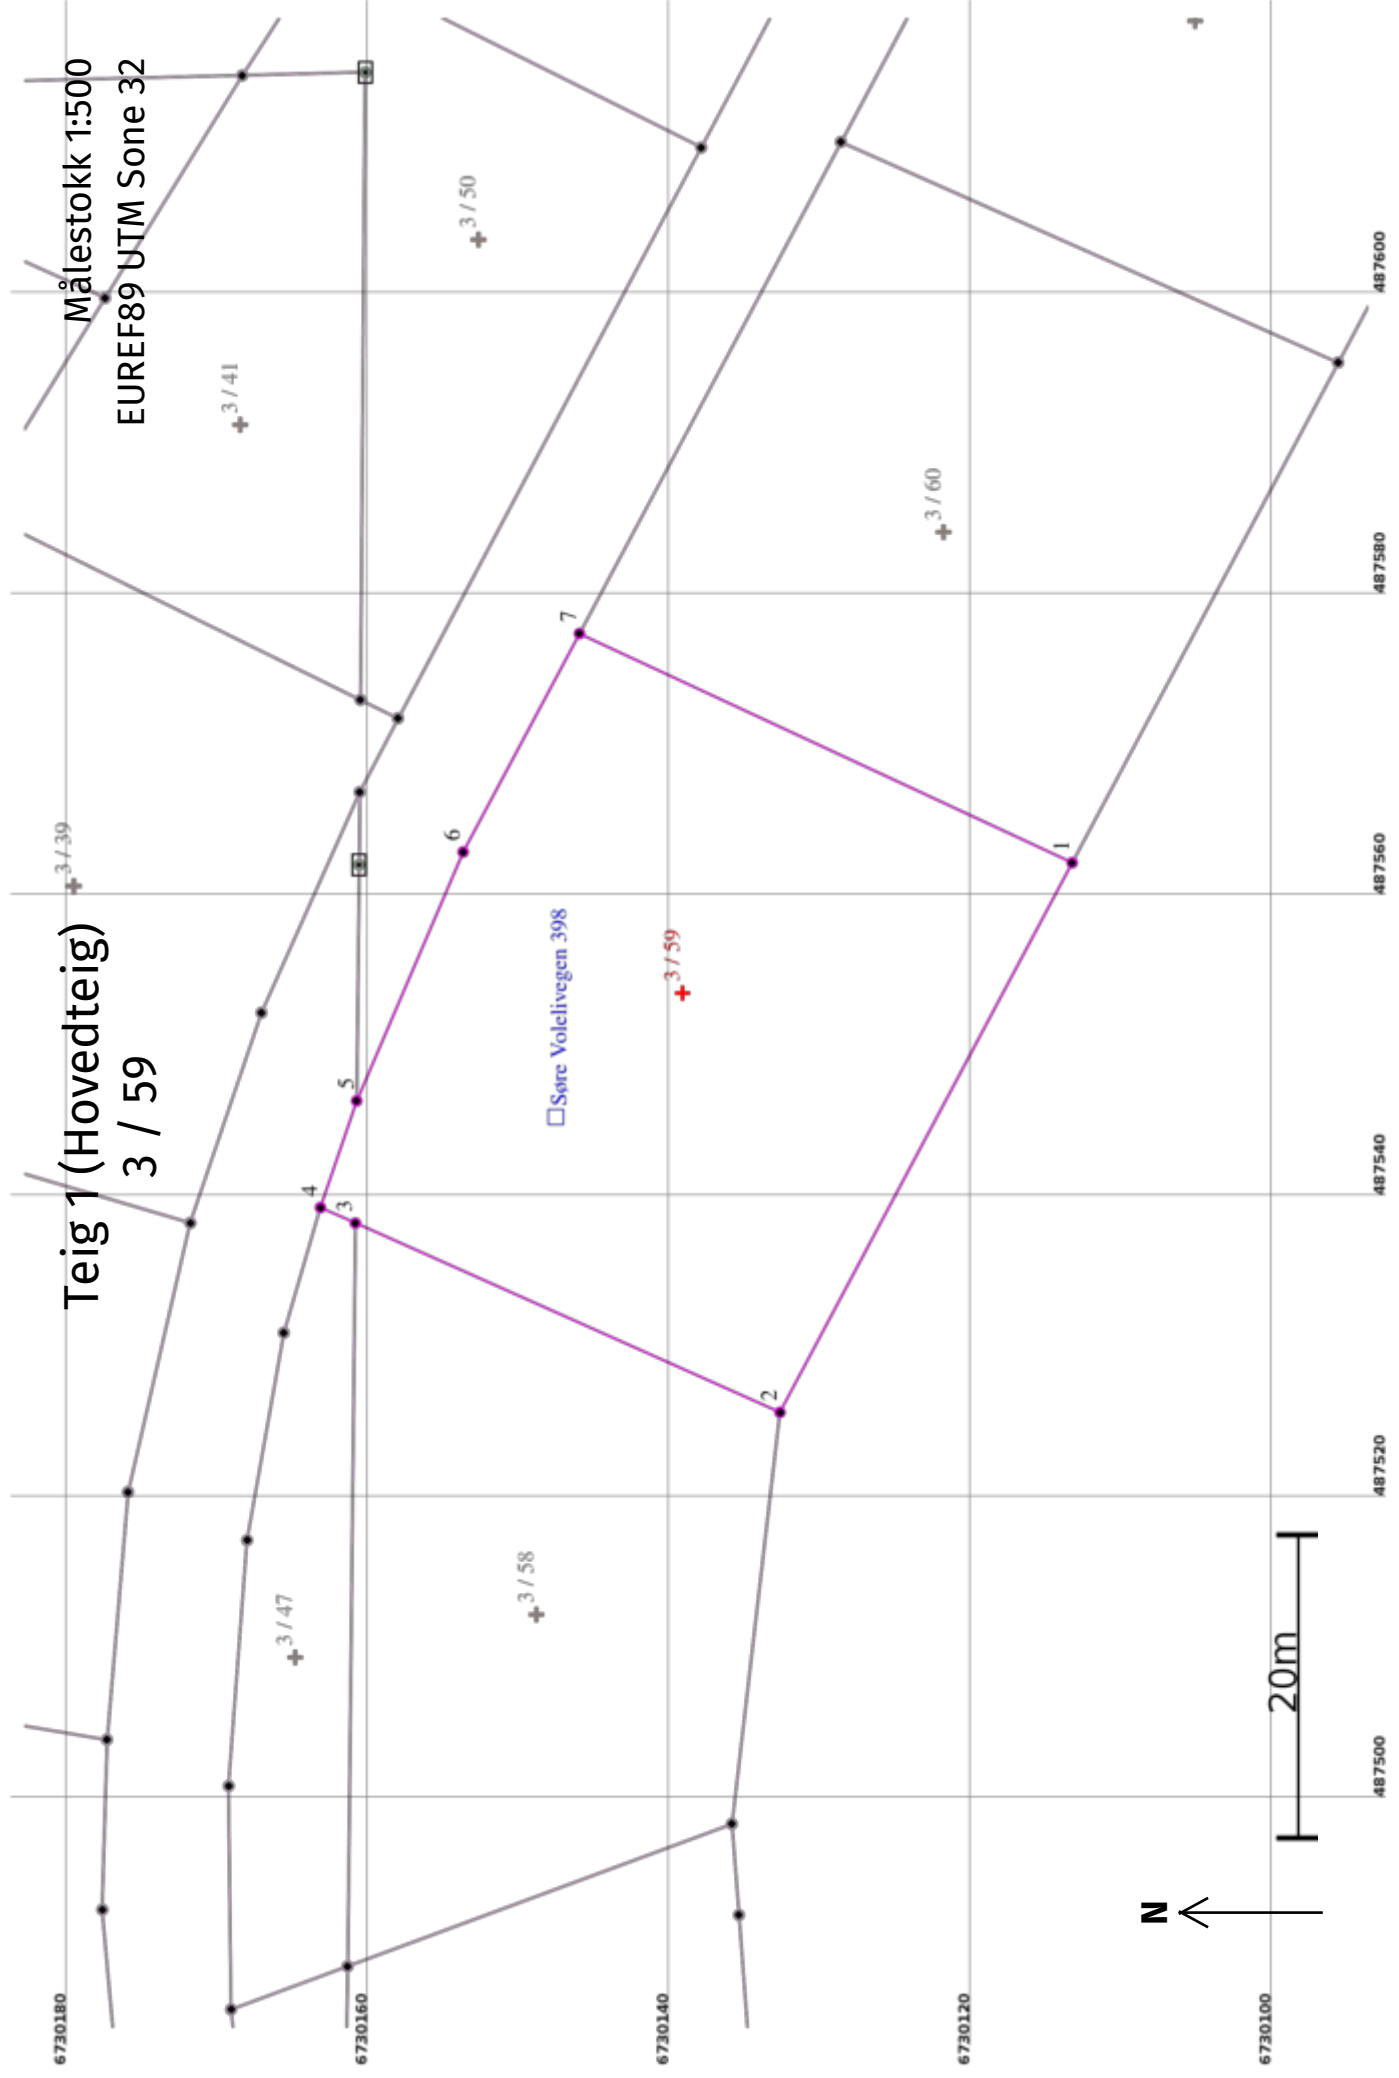 Teig 1 (Hovedteig)
3 / 59
Målestokk 1:500
EUREF89 UTM Sone 32
6730180
6730160
6730140
6730120
6730100
3 / 39
3 / 41
3 / 50
3 / 47
3 / 58
3 / 60
3 / 59
Søre Volelivegen 398
1
2
3
4
5
6
7
N
20m
487500
487520
487540
487560
487580
487600